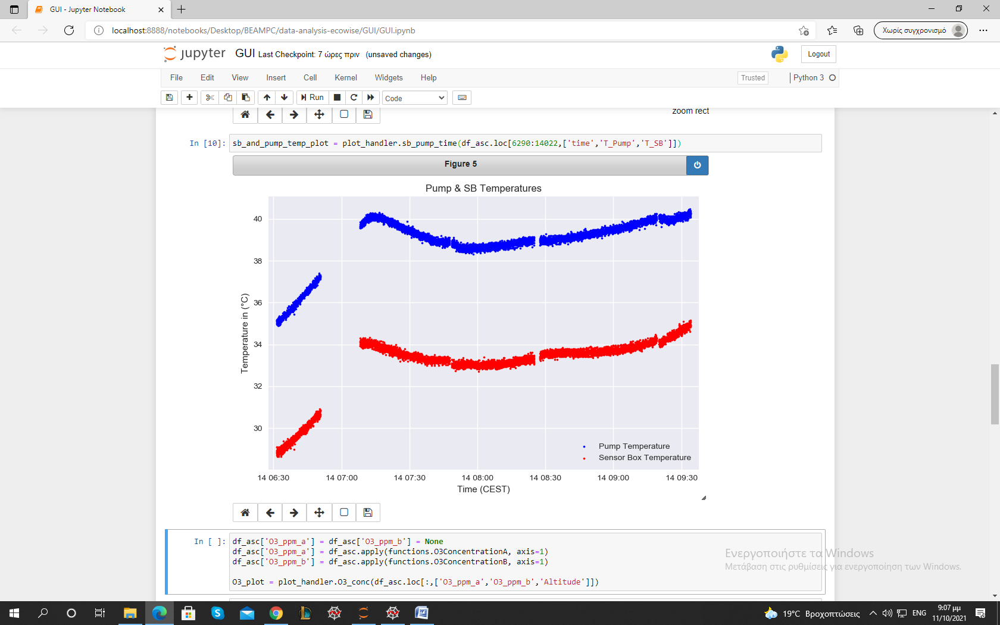 GUI - Jupyter Notebook
localhost:8888/notebooks/Desktop/BEAMPC/data-analysis-ecowise/GUI/GUI.ipynb
Χωρίς συγχρονισμό
jupyter GUI Last Checkpoint: 7 ώρες πριν (unsaved changes)
Logout
File Edit View Insert Cell Kernel Widgets Help
Trusted Python 3
Run Code
zoom rect
In [10]: sb_and_pump_temp_plot = plot_handler.sb_pump_time(df_asc.loc[6290:14022,['time','T_Pump','T_SB']])
Figure 5
Pump & SB Temperatures
40
38
36
34
32
30
Temperature in (°C)
Pump Temperature
Sensor Box Temperature
14 06:30 14 07:00 14 07:30 14 08:00 14 08:30 14 09:00 14 09:30
Time (CEST)
In [ ]: df_asc['O3_ppm_a'] = df_asc['O3_ppm_b'] = None
df_asc['O3_ppm_a'] = df_asc.apply(functions.O3ConcentrationA, axis=1)
df_asc['O3_ppm_b'] = df_asc.apply(functions.O3ConcentrationB, axis=1)
O3_plot = plot_handler.O3_conc(df_asc.loc[:,['O3_ppm_a','O3_ppm_b','Altitude']])
Ενεργοποιήστε τα Windows
Μετάβαση στις ρυθμίσεις για ενεργοποίηση των Windows.
19°C Βροχοπτώσεις
ENG
9:07 μμ
11/10/2021